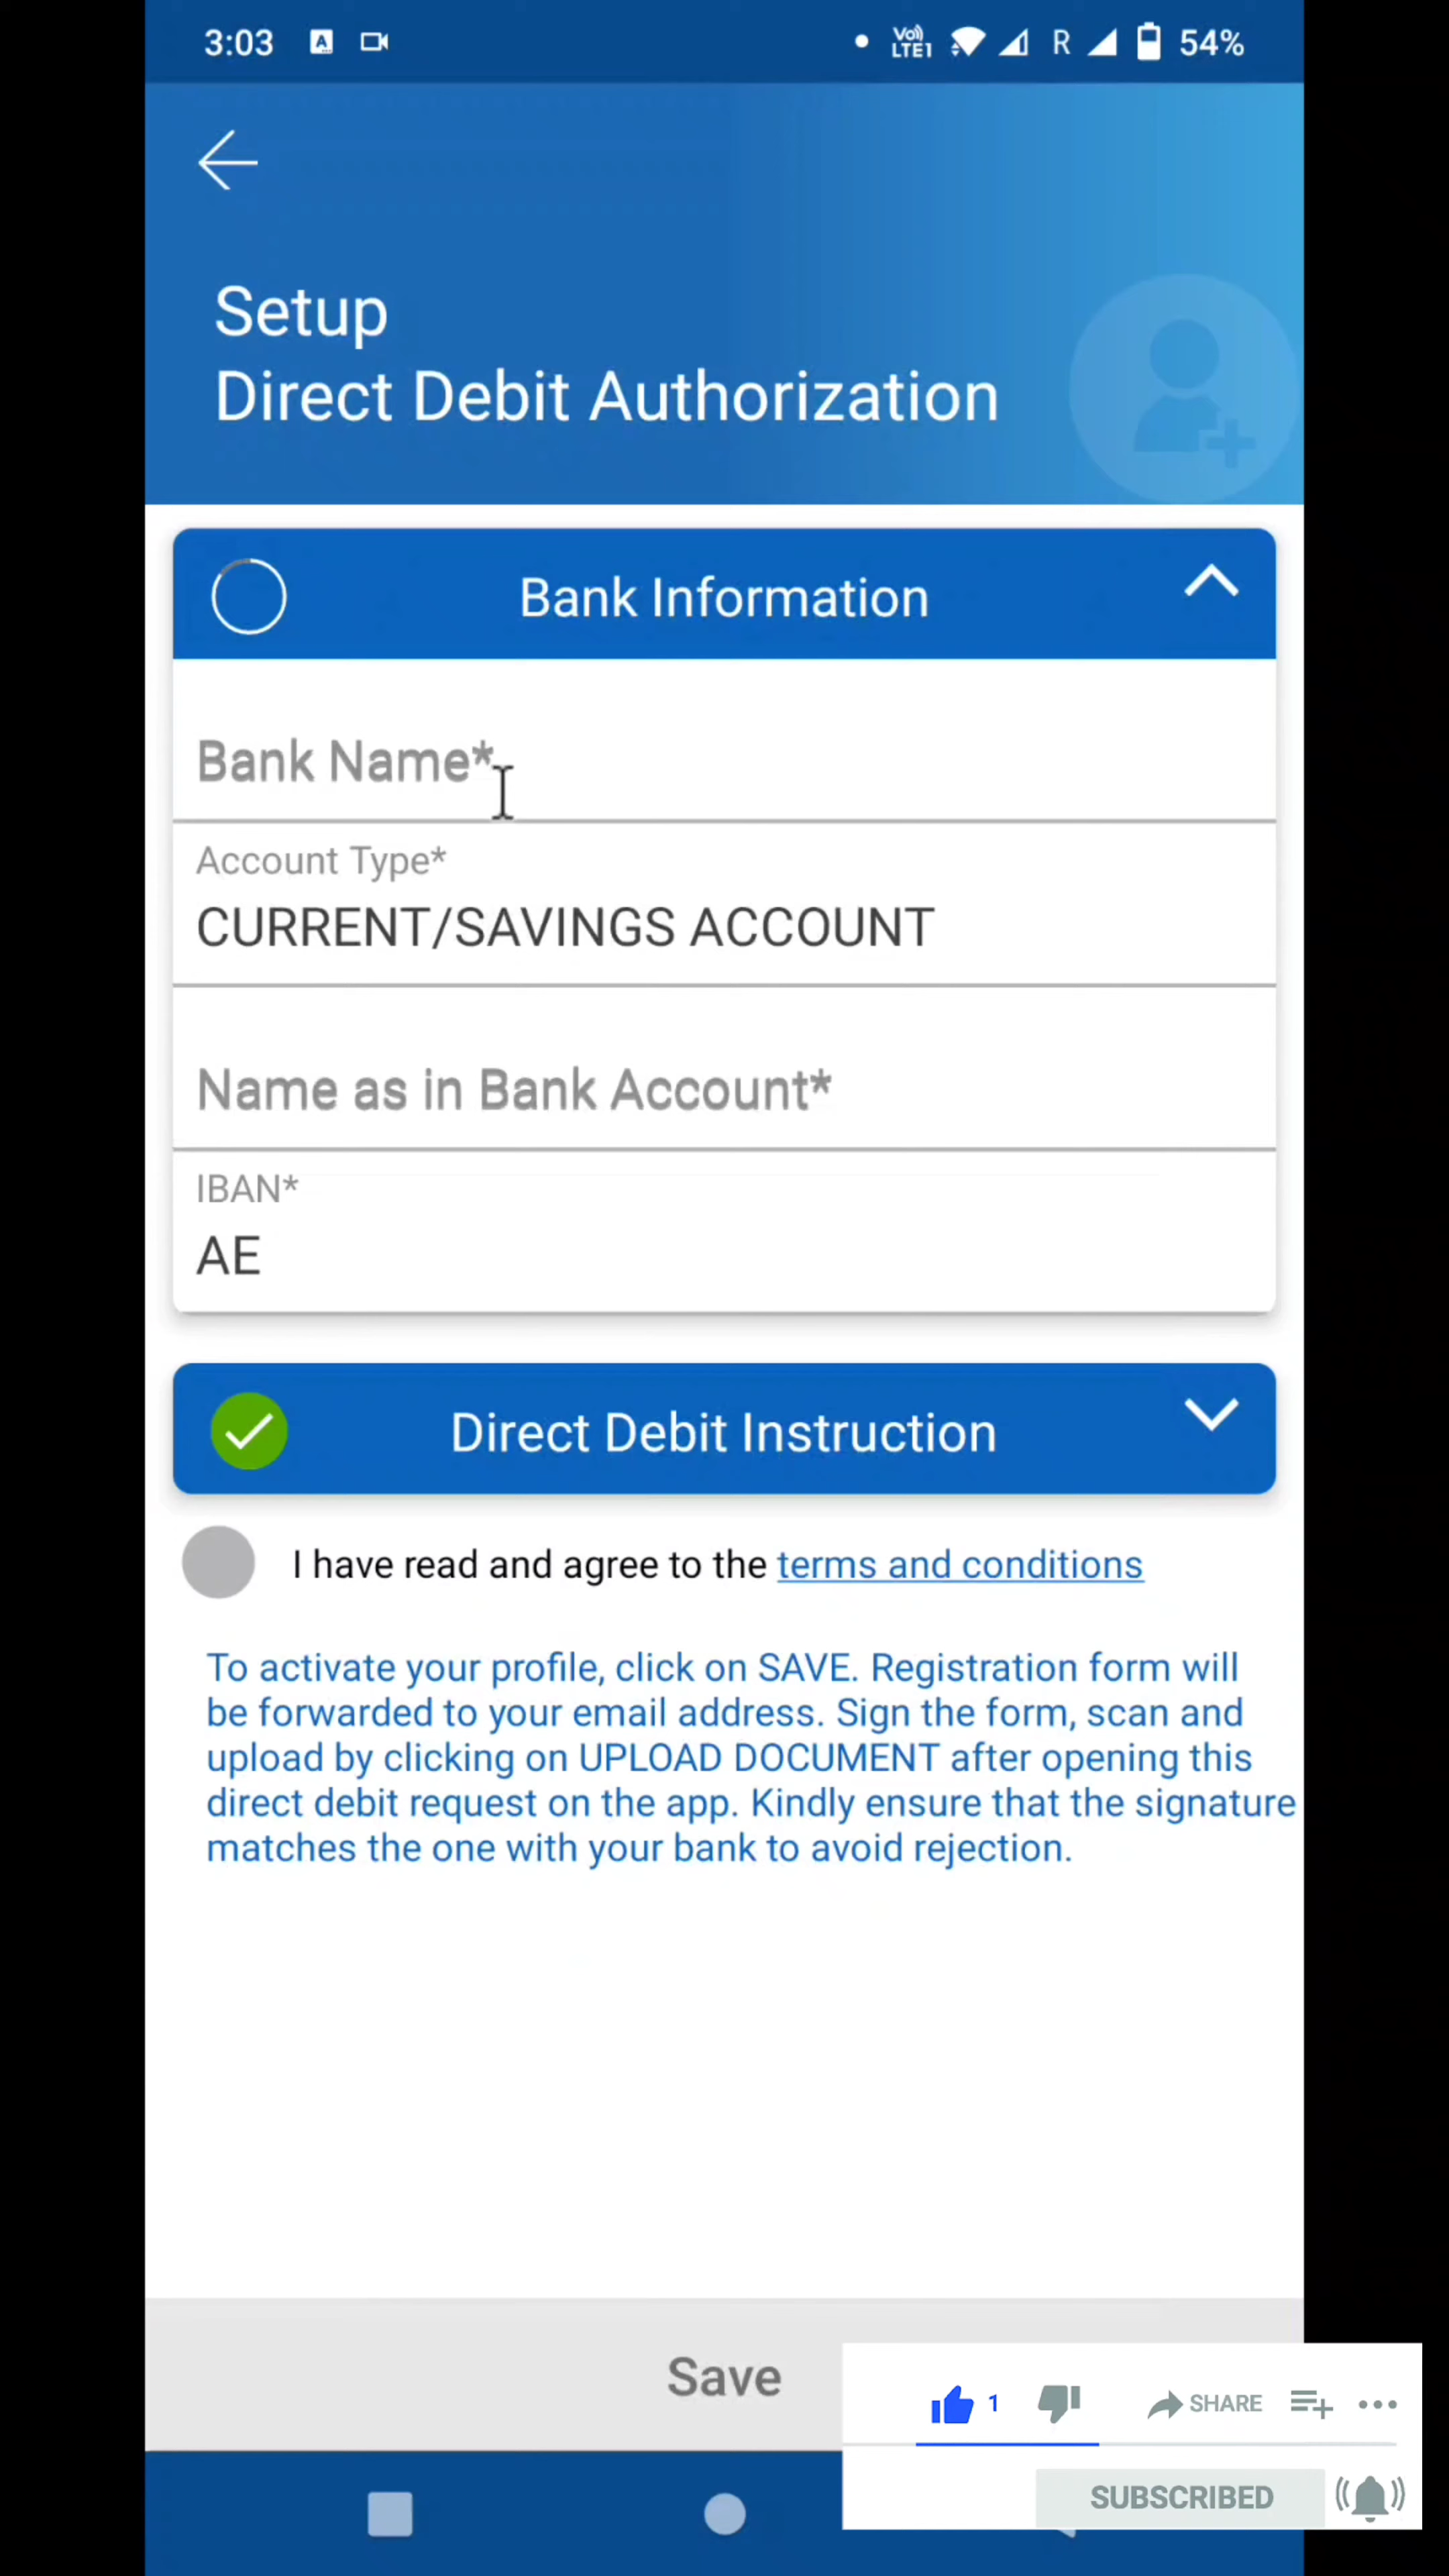 3:03 A VoD LTE1 R 54%
Setup
Direct Debit Authorization
Bank Information
Bank Name*
Account Type*
CURRENT/SAVINGS ACCOUNT
Name as in Bank Account*
IBAN*
AE
Direct Debit Instruction
I have read and agree to the terms and conditions
To activate your profile, click on SAVE. Registration form will
be forwarded to your email address. Sign the form, scan and
upload by clicking on UPLOAD DOCUMENT after opening this
direct debit request on the app. Kindly ensure that the signature
matches the one with your bank to avoid rejection.
Save
1 SHARE
SUBSCRIBED